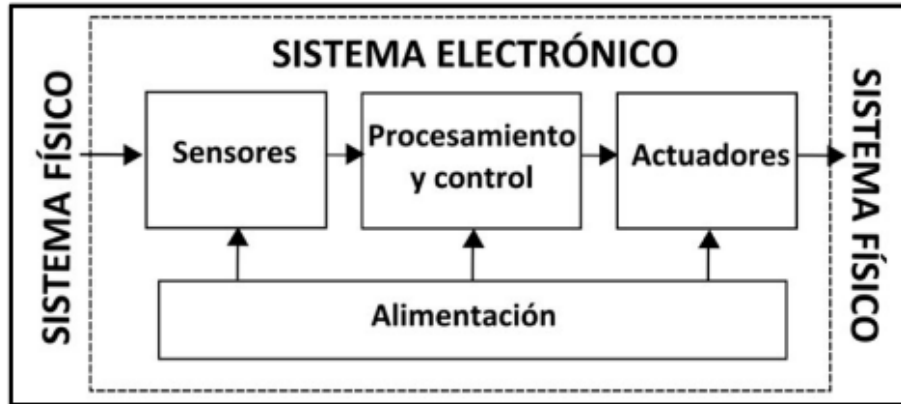 SISTEMA ELECTRÓNICO
SISTEMA FÍSICO
Sensores
Procesamiento
y control
Actuadores
SISTEMA FÍSICO
Alimentación